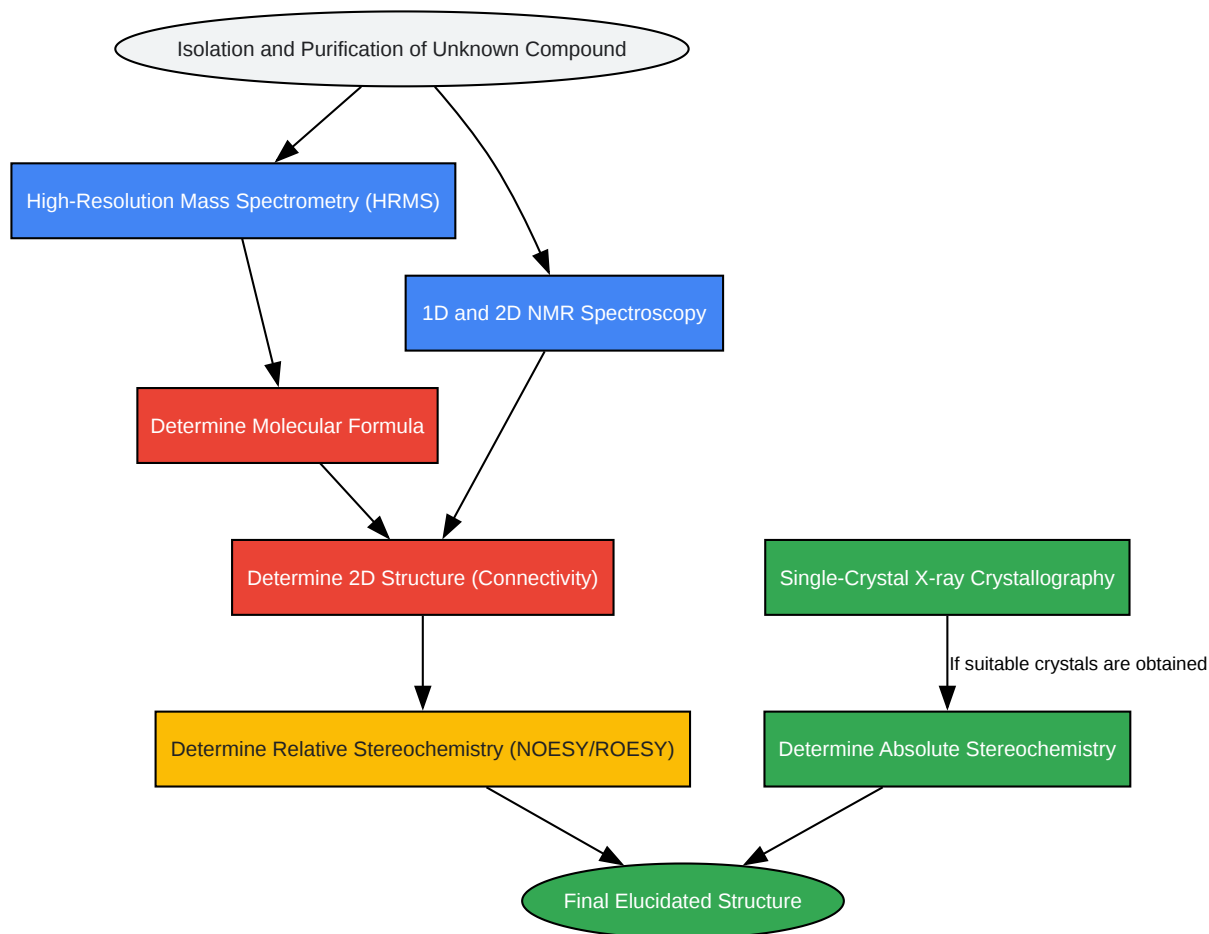 Isolation and Purification of Unknown Compound
High-Resolution Mass Spectrometry (HRMS)
1D and 2D NMR Spectroscopy
Determine Molecular Formula
Determine 2D Structure (Connectivity)
Single-Crystal X-ray Crystallography
If suitable crystals are obtained
Determine Relative Stereochemistry (NOESY/ROESY)
Determine Absolute Stereochemistry
Final Elucidated Structure